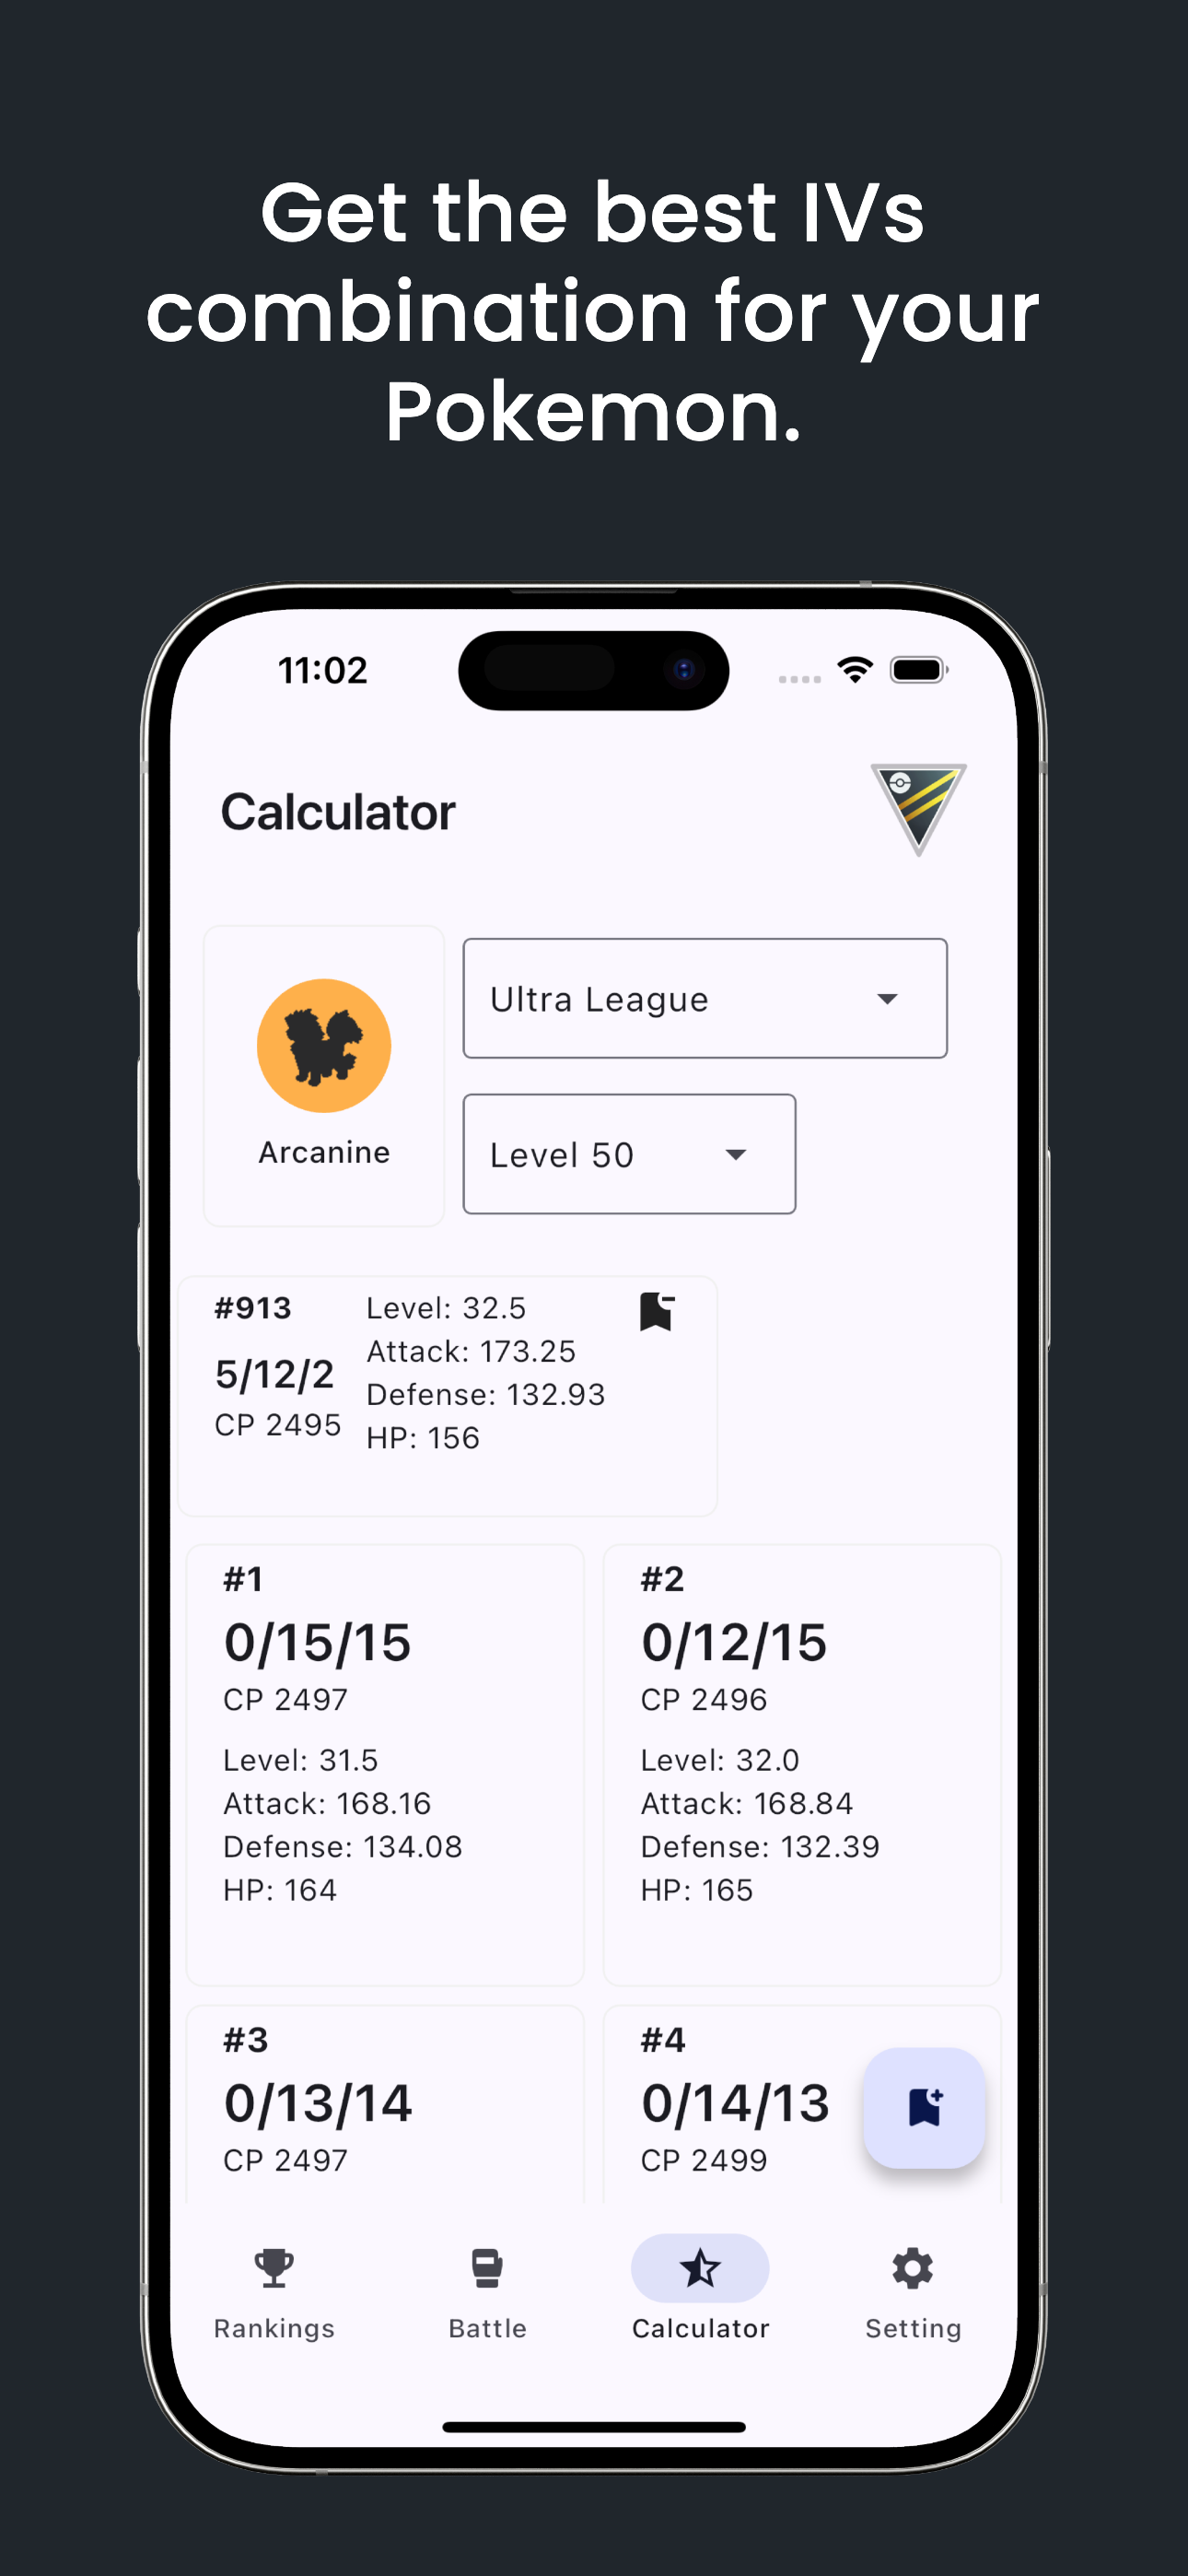 Get the best IVs
combination for your
Pokemon.
11:02
Calculator
Ultra League
Arcanine
Level 50
#913
5/12/2
CP 2495
Level: 32.5
Attack: 173.25
Defense: 132.93
HP: 156
#1
0/15/15
CP 2497
Level: 31.5
Attack: 168.16
Defense: 134.08
HP: 164
#2
0/12/15
CP 2496
Level: 32.0
Attack: 168.84
Defense: 132.39
HP: 165
#3
0/13/14
CP 2497
#4
0/14/13
CP 2499
Rankings
Battle
Calculator
Setting